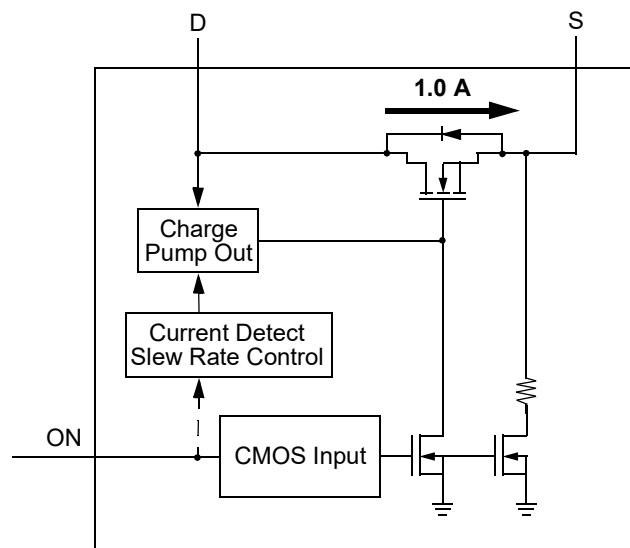 D
S
1.0 A
Charge
Pump Out
Current Detect
Slew Rate Control
ON
CMOS Input